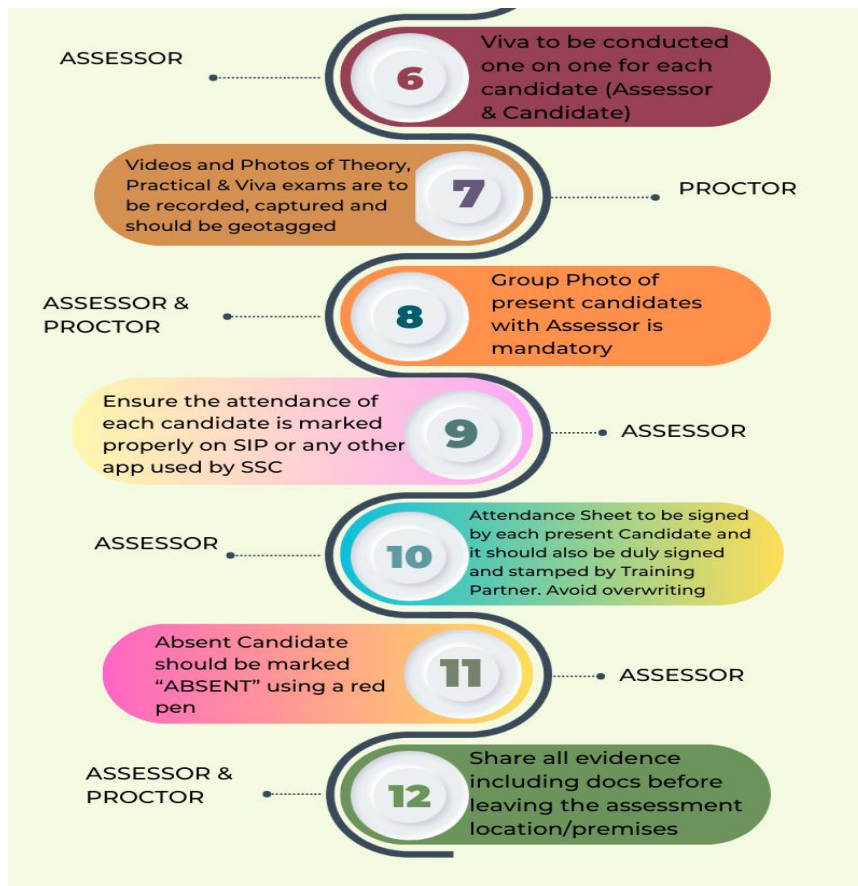 ASSESSOR
6
Viva to be conducted
one on one for each
candidate (Assessor
& Candidate)
Videos and Photos of Theory,
Practical & Viva exams are to
be recorded, captured and
should be geotagged
7
PROCTOR
ASSESSOR &
PROCTOR
8
Group Photo of
present candidates
with Assessor is
mandatory
Ensure the attendance of
each candidate is marked
properly on SIP or any other
app used by SSC
9
ASSESSOR
ASSESSOR
10
Attendance Sheet to be signed
by each present Candidate and
it should also be duly signed
and stamped by Training
Partner. Avoid overwriting
Absent Candidate
should be marked
“ABSENT” using a red
pen
11
ASSESSOR
ASSESSOR &
PROCTOR
12
Share all evidence
including docs before
leaving the assessment
location/premises